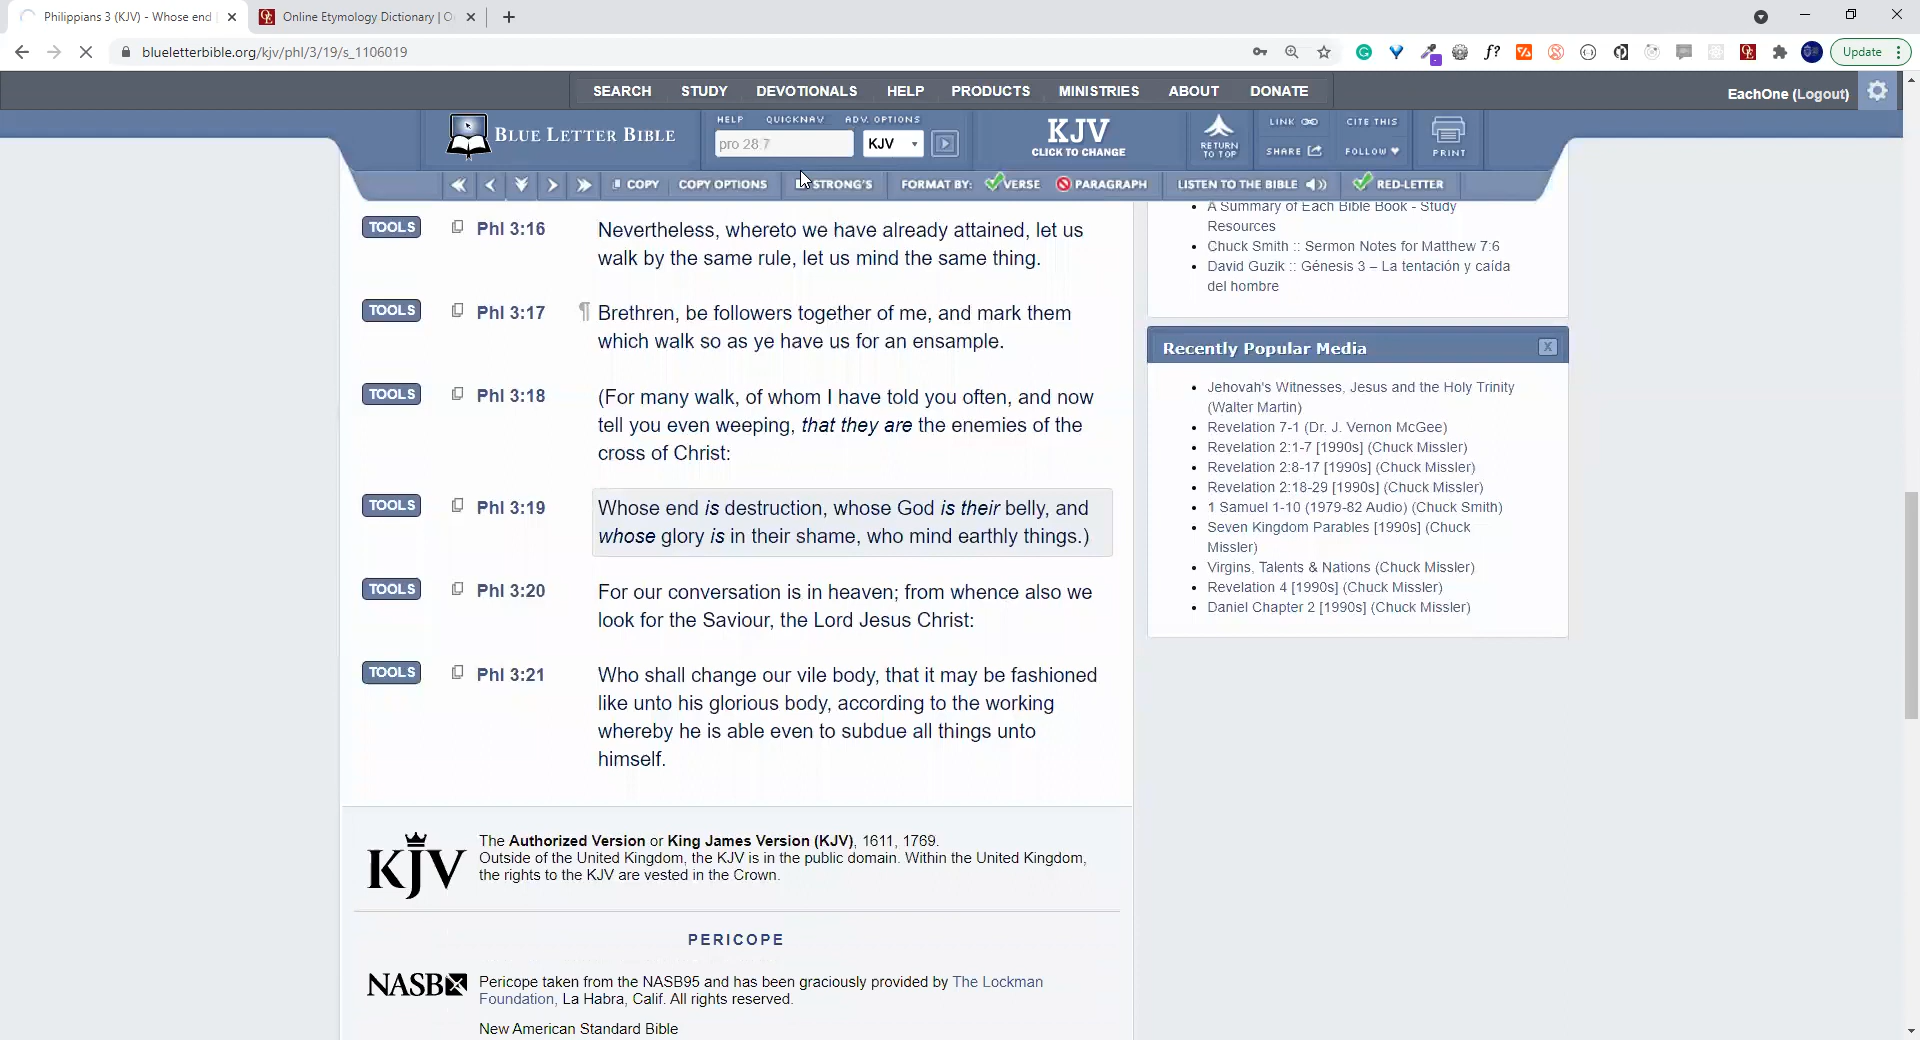 Philippians 3 (KJV) - Whose end
Online Etymology Dictionary | O
blueletterbible.org/kjv/phl/3/19/s_1106019
Update
SEARCH STUDY DEVOTIONALS HELP PRODUCTS MINISTRIES ABOUT DONATE
EachOne (Logout)
BLUE LETTER BIBLE
HELP QUICKNAV ADV. OPTIONS
pro 28 7
KJV
KJV
CLICK TO CHANGE
RETURN
TO TOP
LINK
CITE THIS
SHARE
FOLLOW
PRINT
COPY COPY OPTIONS STRONG'S FORMAT BY: VERSE PARAGRAPH LISTEN TO THE BIBLE RED-LETTER
TOOLS Phl 3:16 Nevertheless, whereto we have already attained, let us
walk by the same rule, let us mind the same thing.
TOOLS Phl 3:17 ¶ Brethren, be followers together of me, and mark them
which walk so as ye have us for an ensample.
TOOLS Phl 3:18 (For many walk, of whom I have told you often, and now
tell you even weeping, that they are the enemies of the
cross of Christ:
TOOLS Phl 3:19 Whose end is destruction, whose God is their belly, and
whose glory is in their shame, who mind earthly things.)
TOOLS Phl 3:20 For our conversation is in heaven; from whence also we
look for the Saviour, the Lord Jesus Christ:
TOOLS Phl 3:21 Who shall change our vile body, that it may be fashioned
like unto his glorious body, according to the working
whereby he is able even to subdue all things unto
himself.
KJV
The Authorized Version or King James Version (KJV), 1611, 1769.
Outside of the United Kingdom, the KJV is in the public domain. Within the United Kingdom,
the rights to the KJV are vested in the Crown.
PERICOPE
NASB
Pericope taken from the NASB95 and has been graciously provided by The Lockman
Foundation, La Habra, Calif. All rights reserved.
New American Standard Bible
A Summary of Each Bible Book - Study
Resources
Chuck Smith :: Sermon Notes for Matthew 7:6
David Guzik :: Génesis 3 – La tentación y caída
del hombre
Recently Popular Media
X
Jehovah's Witnesses, Jesus and the Holy Trinity
(Walter Martin)
Revelation 7-1 (Dr. J. Vernon McGee)
Revelation 2:1-7 [1990s] (Chuck Missler)
Revelation 2:8-17 [1990s] (Chuck Missler)
Revelation 2:18-29 [1990s] (Chuck Missler)
1 Samuel 1-10 (1979-82 Audio) (Chuck Smith)
Seven Kingdom Parables [1990s] (Chuck
Missler)
Virgins, Talents & Nations (Chuck Missler)
Revelation 4 [1990s] (Chuck Missler)
Daniel Chapter 2 [1990s] (Chuck Missler)